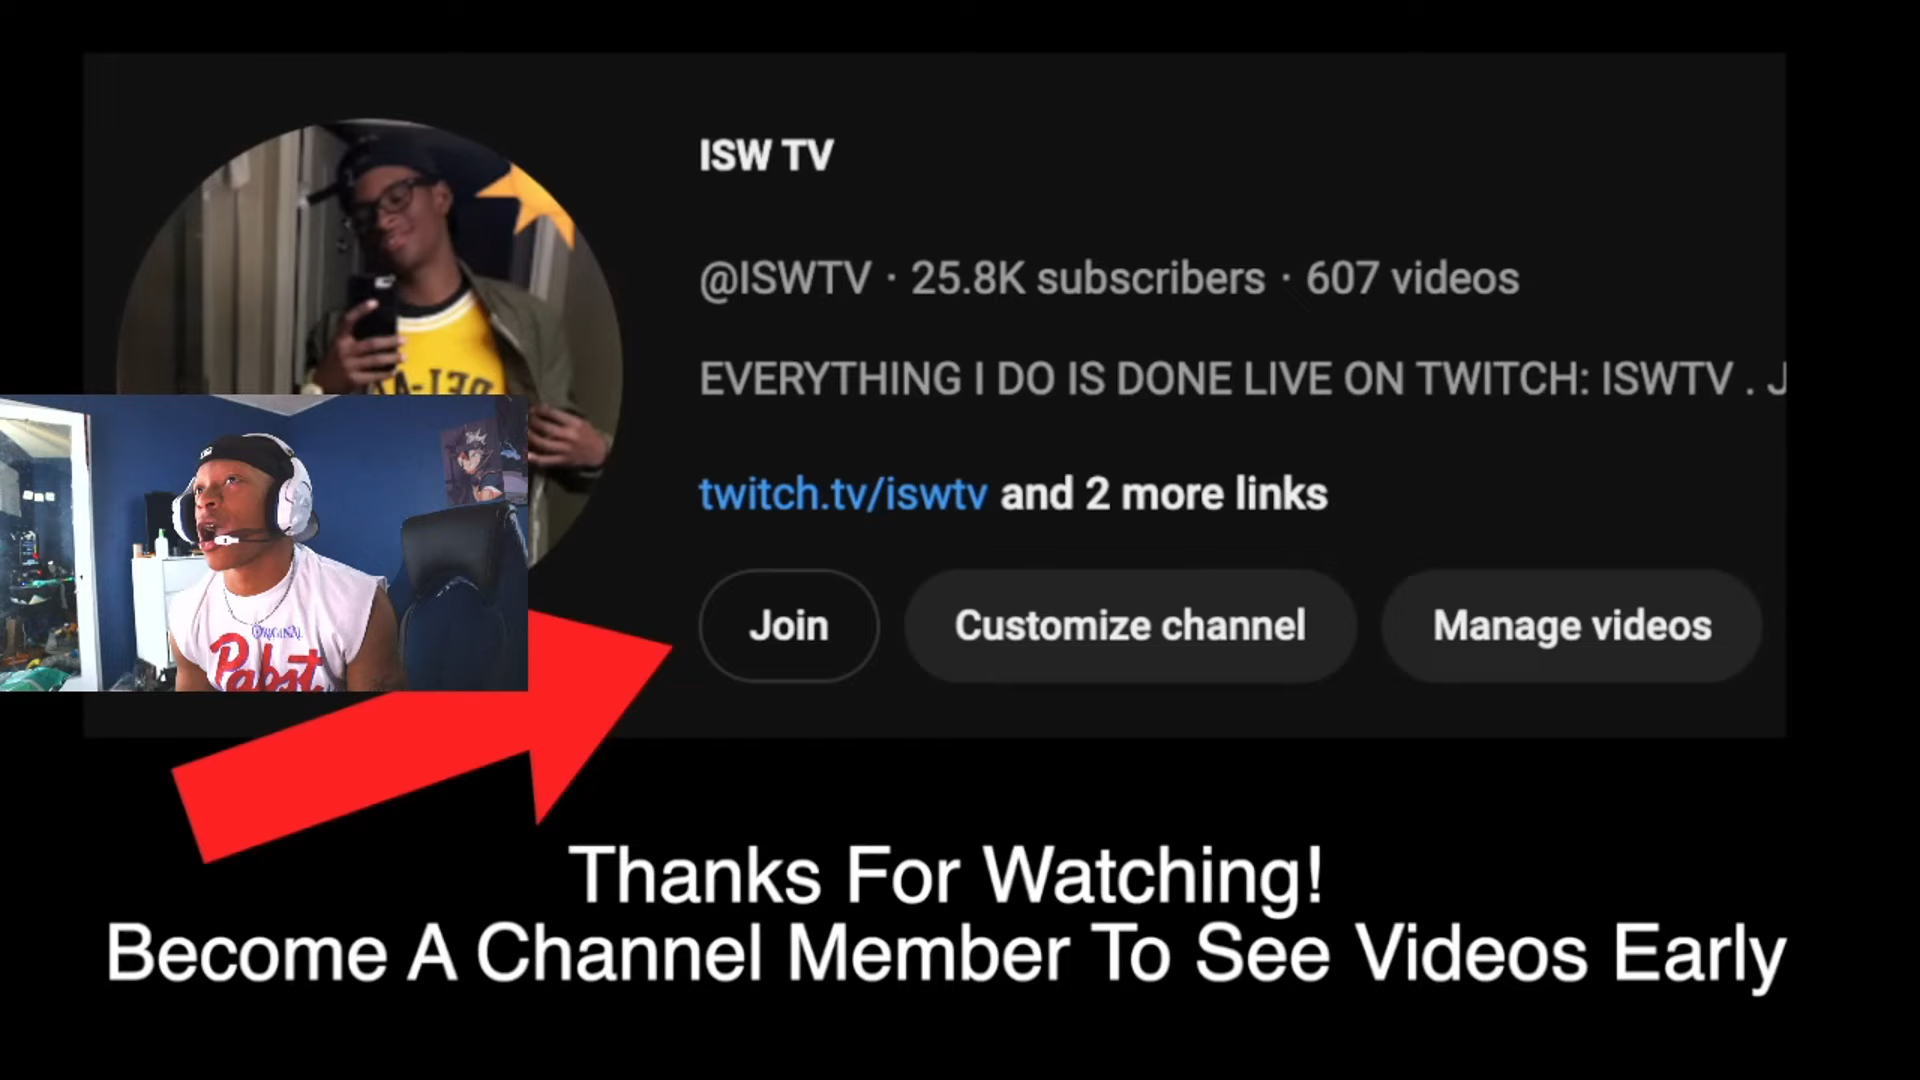 ISW TV
@ISWTV · 25.8K subscribers · 607 videos
EVERYTHING I DO IS DONE LIVE ON TWITCH: ISWTV . J
twitch.tv/iswtv and 2 more links
Join
Customize channel
Manage videos
ORIGINAL
Pabst
Thanks For Watching!
Become A Channel Member To See Videos Early